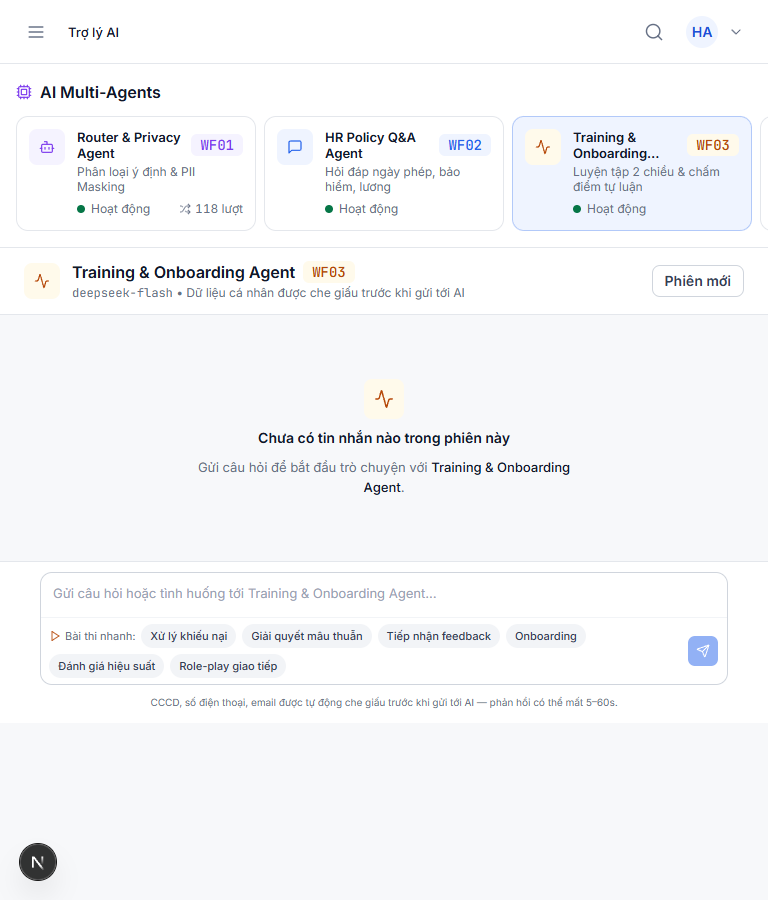 Trợ lý AI
HA
AI Multi-Agents
Router & Privacy
Agent
WF01
Phân loại ý định & PII
Masking
Hoạt động
118 lượt
HR Policy Q&A
Agent
WF02
Hỏi đáp ngày phép, bảo
hiểm, lương
Hoạt động
Training &
Onboarding...
WF03
Luyện tập 2 chiều & chấm
điểm tự luận
Hoạt động
Training & Onboarding Agent WF03
deepseek-flash • Dữ liệu cá nhân được che giấu trước khi gửi tới AI
Phiên mới
Chưa có tin nhắn nào trong phiên này
Gửi câu hỏi để bắt đầu trò chuyện với Training & Onboarding
Agent.
Gửi câu hỏi hoặc tình huống tới Training & Onboarding Agent...
Bài thi nhanh: Xử lý khiếu nại Giải quyết mâu thuẫn Tiếp nhận feedback Onboarding
Đánh giá hiệu suất Role-play giao tiếp
CCCD, số điện thoại, email được tự động che giấu trước khi gửi tới AI — phản hồi có thể mất 5–60s.
N